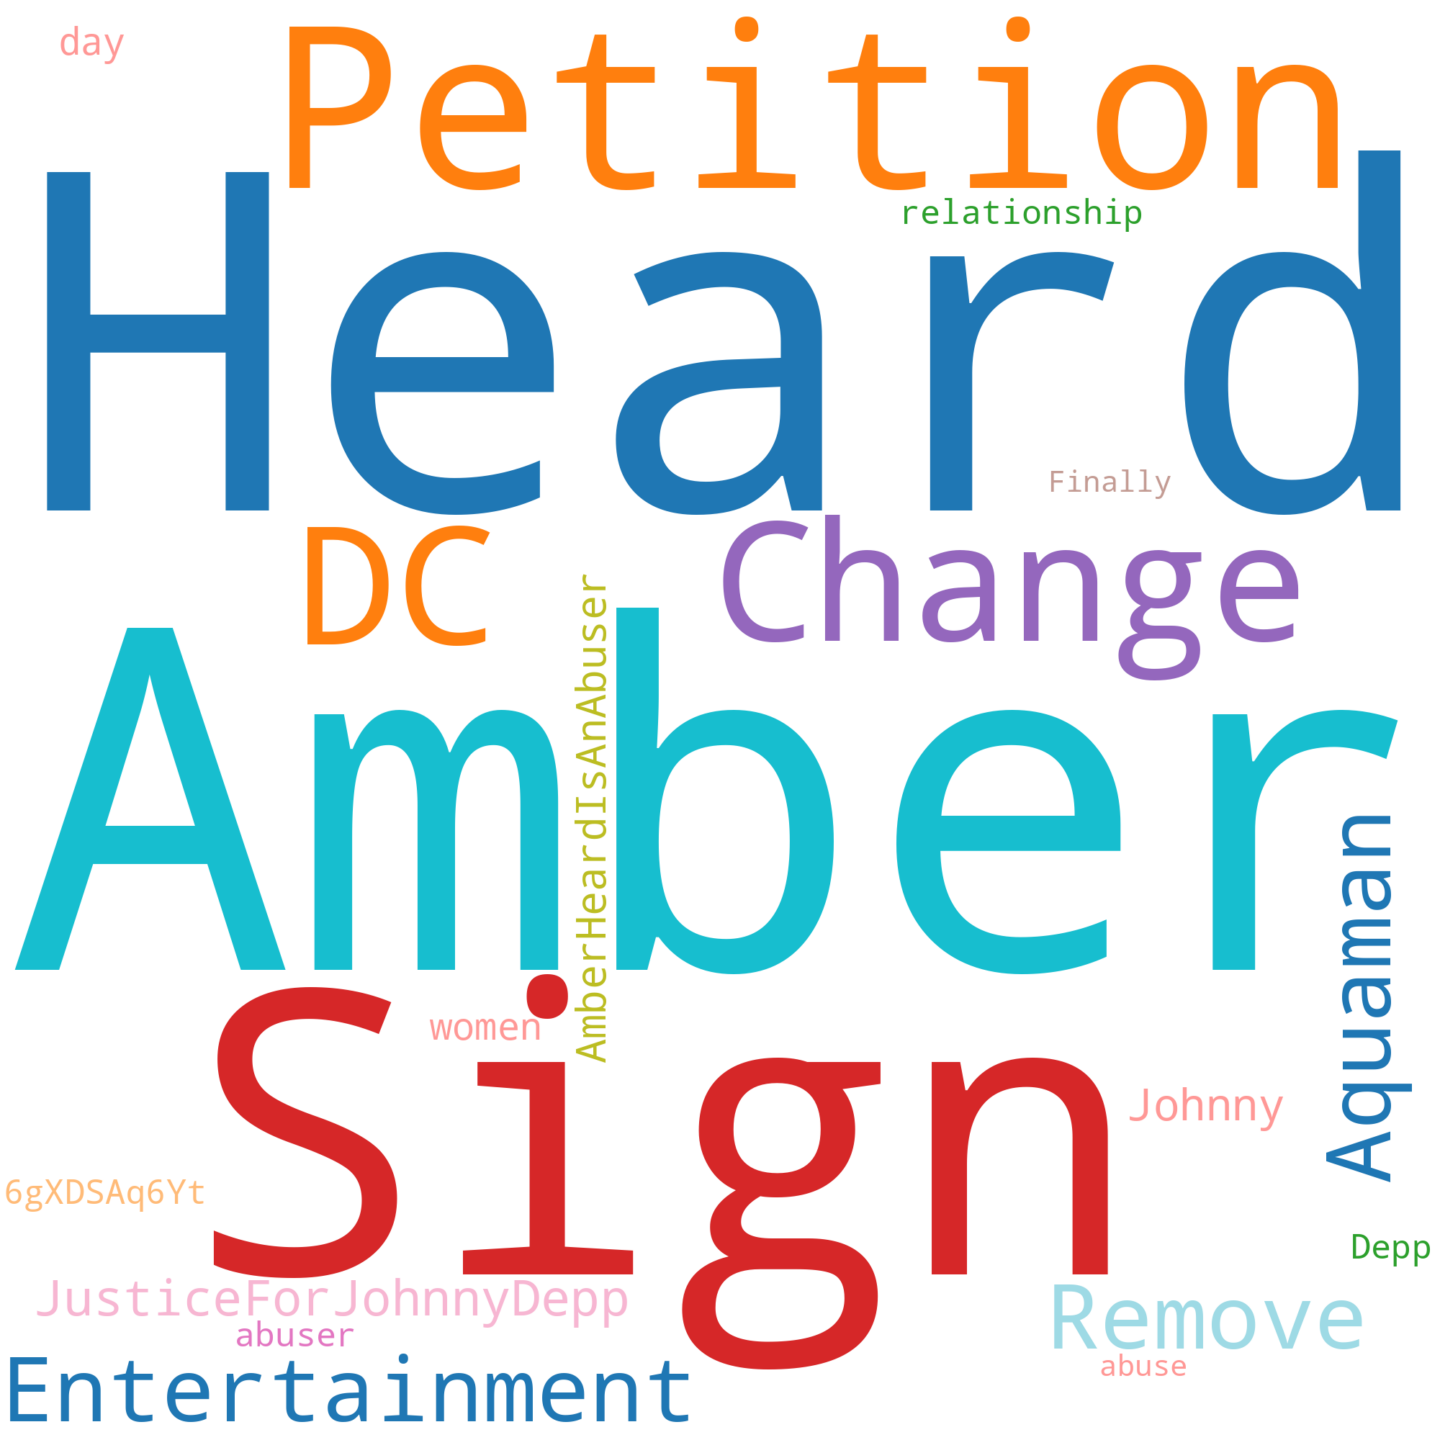 day
Petition
relationship
Heard
Finally
DC
Change
AmberHeardIsAnAbuser
Amber
Aquaman
Sign
women
Johnny
6gXDSAq6Yt
Depp
JusticeForJohnnyDepp
Remove
abuser
abuse
Entertainment